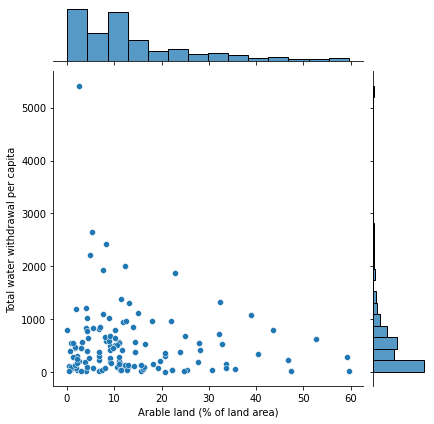 5000
4000
3000
2000
1000
0
Total water withdrawal per capita
0 10 20 30 40 50 60
Arable land (% of land area)